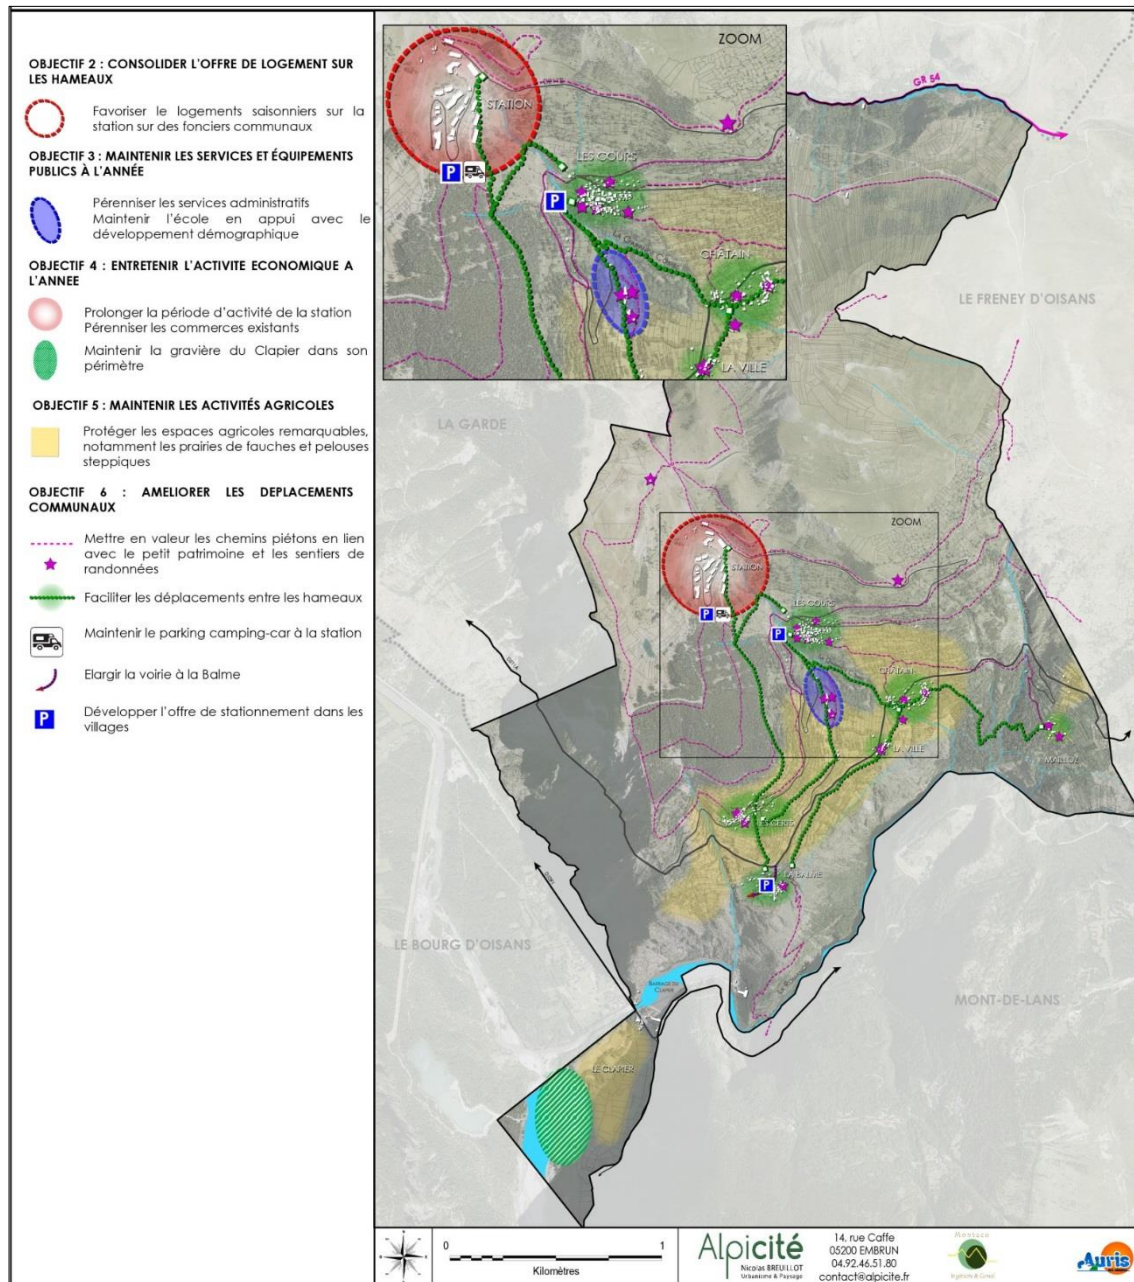 OBJECTIF 2 : CONSOLIDER L'OFFRE DE LOGEMENT SUR
LES HAMEAUX
Favoriser le logements saisonniers sur la
station sur des fonciers communaux
OBJECTIF 3 : MAINTENIR LES SERVICES ET ÉQUIPEMENTS
PUBLICS À L'ANNÉE
Pérenniser les services administratifs
Maintenir l'école en appui avec le
développement démographique
OBJECTIF 4 : ENTRETENIR L'ACTIVITE ECONOMIQUE A
L'ANNEE
Prolonger la période d'activité de la station
Pérenniser les commerces existants
Maintenir la gravière du Clapier dans son
périmètre
OBJECTIF 5 : MAINTENIR LES ACTIVITÉS AGRICOLES
Protéger les espaces agricoles remarquables,
notamment les prairies de fauches et pelouses
steppiques
OBJECTIF 6 : AMELIORER LES DEPLACEMENTS
COMMUNAUX
Mettre en valeur les chemins piétons en lien
avec le petit patrimoine et les sentiers de
randonnées
Faciliter les déplacements entre les hameaux
Maintenir le parking camping-car à la station
Elargir la voirie à la Balme
P
Développer l'offre de stationnement dans les
villages
ZOOM
STATION
P
LES COURS
P
CHÂTAIN
LA VILLE
GR 54
LE FRENEY D'OISANS
LA GARDE
ZOOM
STATION
P
LES COURS
P
CHÂTAIN
LA VILLE
MAILLOZ
LES CERTS
LA BALME
P
LE BOURG D'OISANS
BARRAGE DU
CLAPIER
MONT-DE-LANS
LE CLAPIER
0
1
Kilomètres
Alpicité
Nicolas BREUILLOT
Urbanisme & Paysage
14, rue Caffe
05200 EMBRUN
04.92.46.51.80
contact@alpicite.fr
Auris